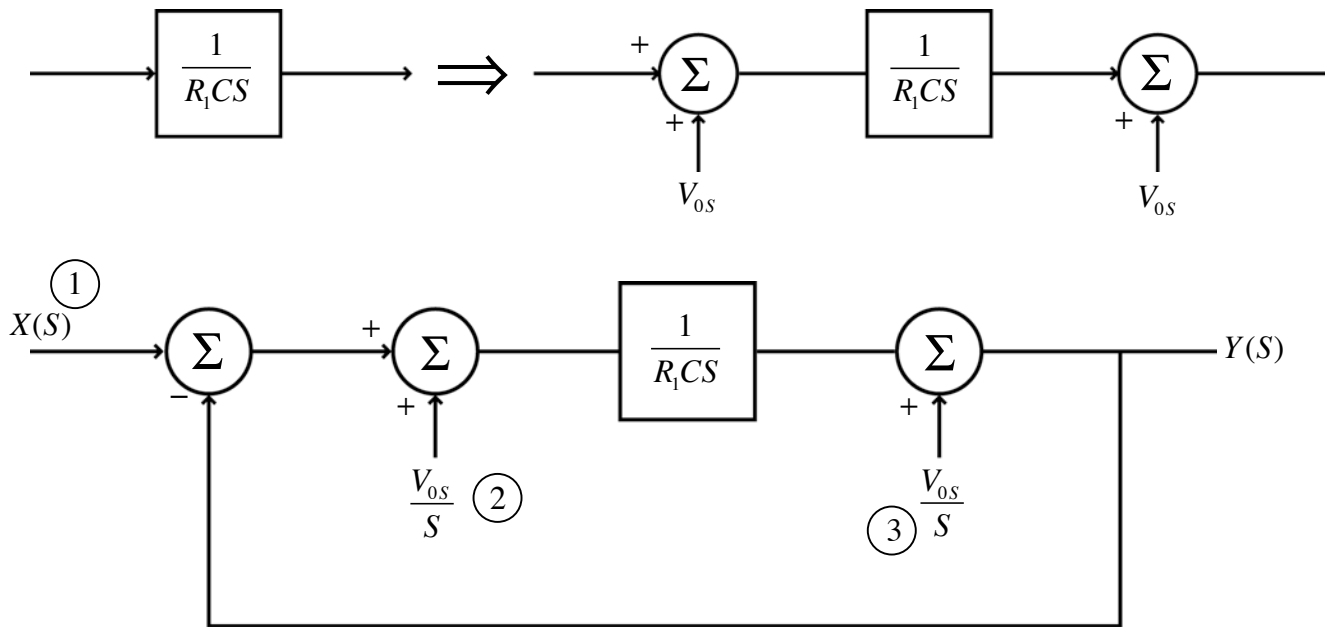 1/(R₁CS) ⇒ + Σ + V₀S 1/(R₁CS) Σ + V₀S
① X(S) Σ − + Σ + V₀S/S ② 1/(R₁CS) Σ + ③ V₀S/S Y(S)